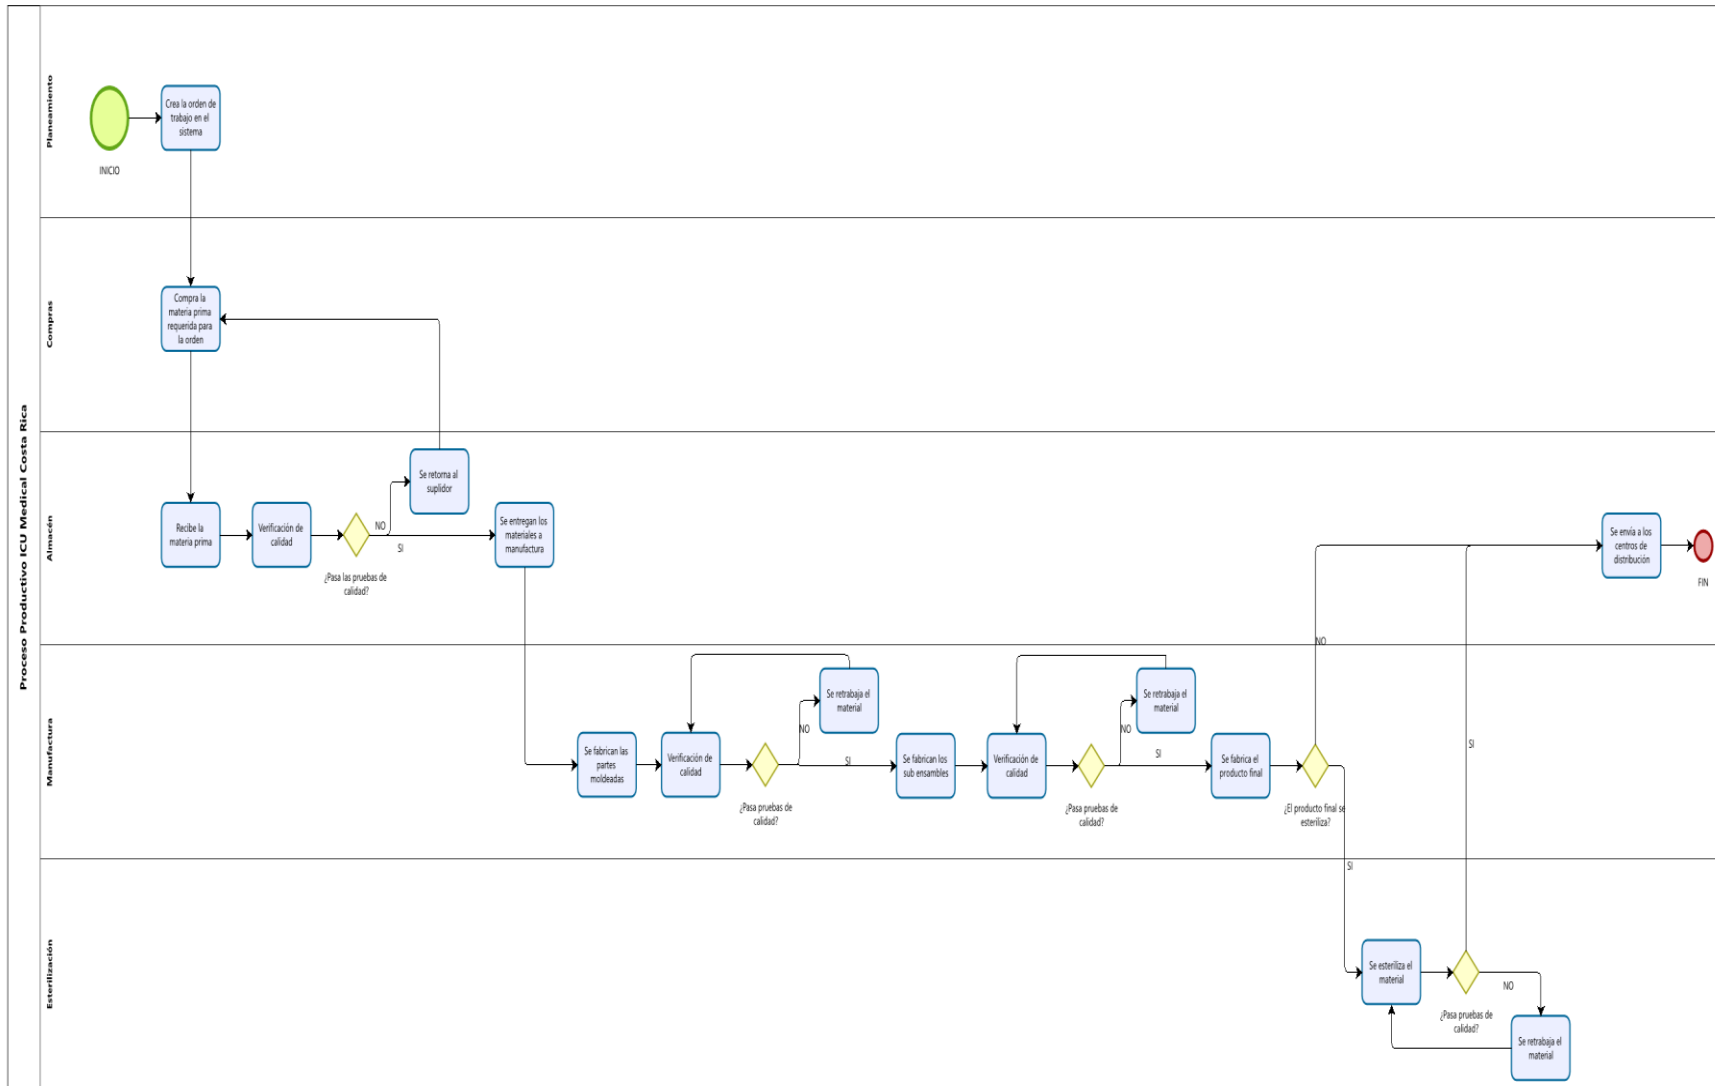 Proceso Productivo ICU Medical Costa Rica
Planeamiento
INICIO
Crea la orden de
trabajo en el
sistema
Compras
Compra la
materia prima
requerida para
la orden
Almacén
Recibe la
materia prima
Verificación de
calidad
¿Pasa las pruebas de
calidad?
NO
SI
Se retorna al
suplidor
Se entregan los
materiales a
manufactura
Se envía a los
centros de
distribución
FIN
Manufactura
Se fabrican las
partes
moldeadas
Verificación de
calidad
¿Pasa pruebas de
calidad?
NO
SI
Se retrabaja el
material
Se fabrican los
sub ensambles
Verificación de
calidad
¿Pasa pruebas de
calidad?
NO
SI
Se retrabaja el
material
Se fabrica el
producto final
¿El producto final se
esteriliza?
NO
SI
Esterilización
Se esteriliza el
material
¿Pasa pruebas de
calidad?
SI
NO
Se retrabaja el
material